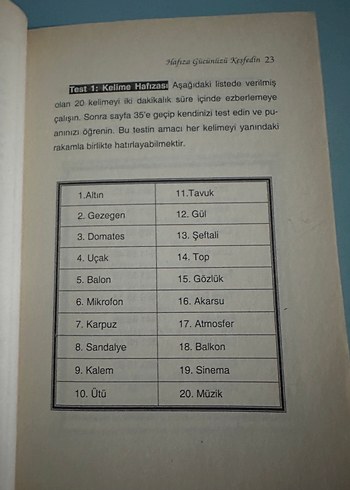 Hafıza Gücünüzü Keşfedin 23
Test 1: Kelime Hafızası Aşağıdaki listede verilmiş
olan 20 kelimeyi iki dakikalık süre içinde ezberlemeye
çalışın. Sonra sayfa 35'e geçip kendinizi test edin ve pu-
anınızı öğrenin. Bu testin amacı her kelimeyi yanındaki
rakamla birlikte hatırlayabilmektir.
1.Altın
11.Tavuk
2. Gezegen
12. Gül
3. Domates
13. Şeftali
4. Uçak
14. Top
5. Balon
15. Gözlük
6. Mikrofon
16. Akarsu
7. Karpuz
17. Atmosfer
8. Sandalye
18. Balkon
9. Kalem
19. Sinema
10. Ütü
20. Müzik